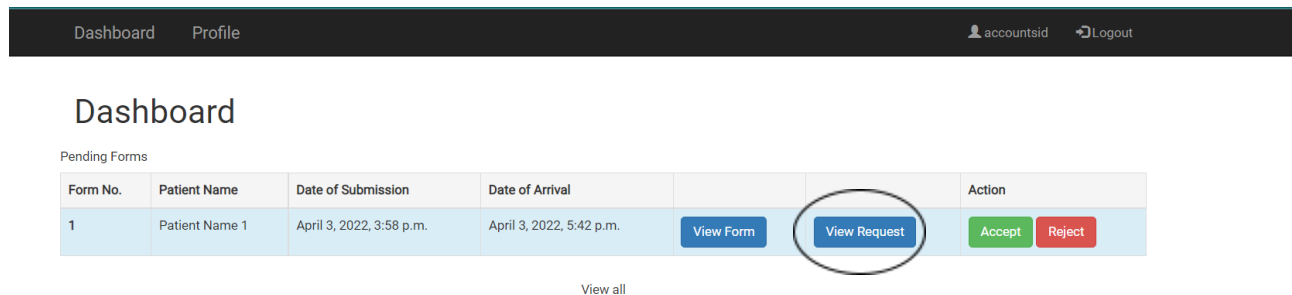 Dashboard Profile accountsid Logout
Dashboard
Pending Forms
Form No. Patient Name Date of Submission Date of Arrival Action
1 Patient Name 1 April 3, 2022, 3:58 p.m. April 3, 2022, 5:42 p.m. View Form View Request Accept Reject
View all